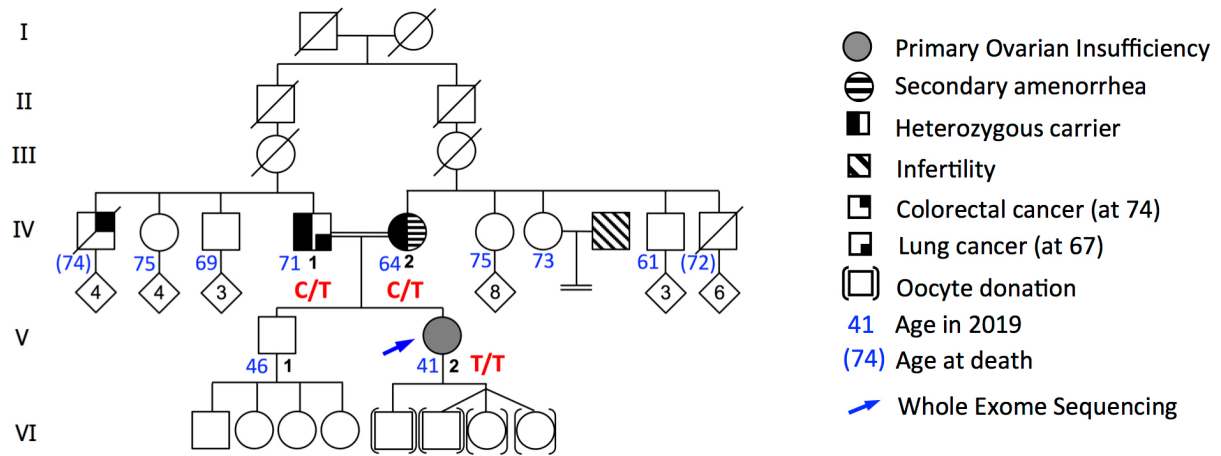 I
II
III
IV
V
VI
(74)
75
69
71 1
64 2
75
73
61
(72)
4
4
3
C/T
C/T
8
3
6
46 1
41 2
T/T
Primary Ovarian Insufficiency
Secondary amenorrhea
Heterozygous carrier
Infertility
Colorectal cancer (at 74)
Lung cancer (at 67)
Oocyte donation
41 Age in 2019
(74) Age at death
Whole Exome Sequencing